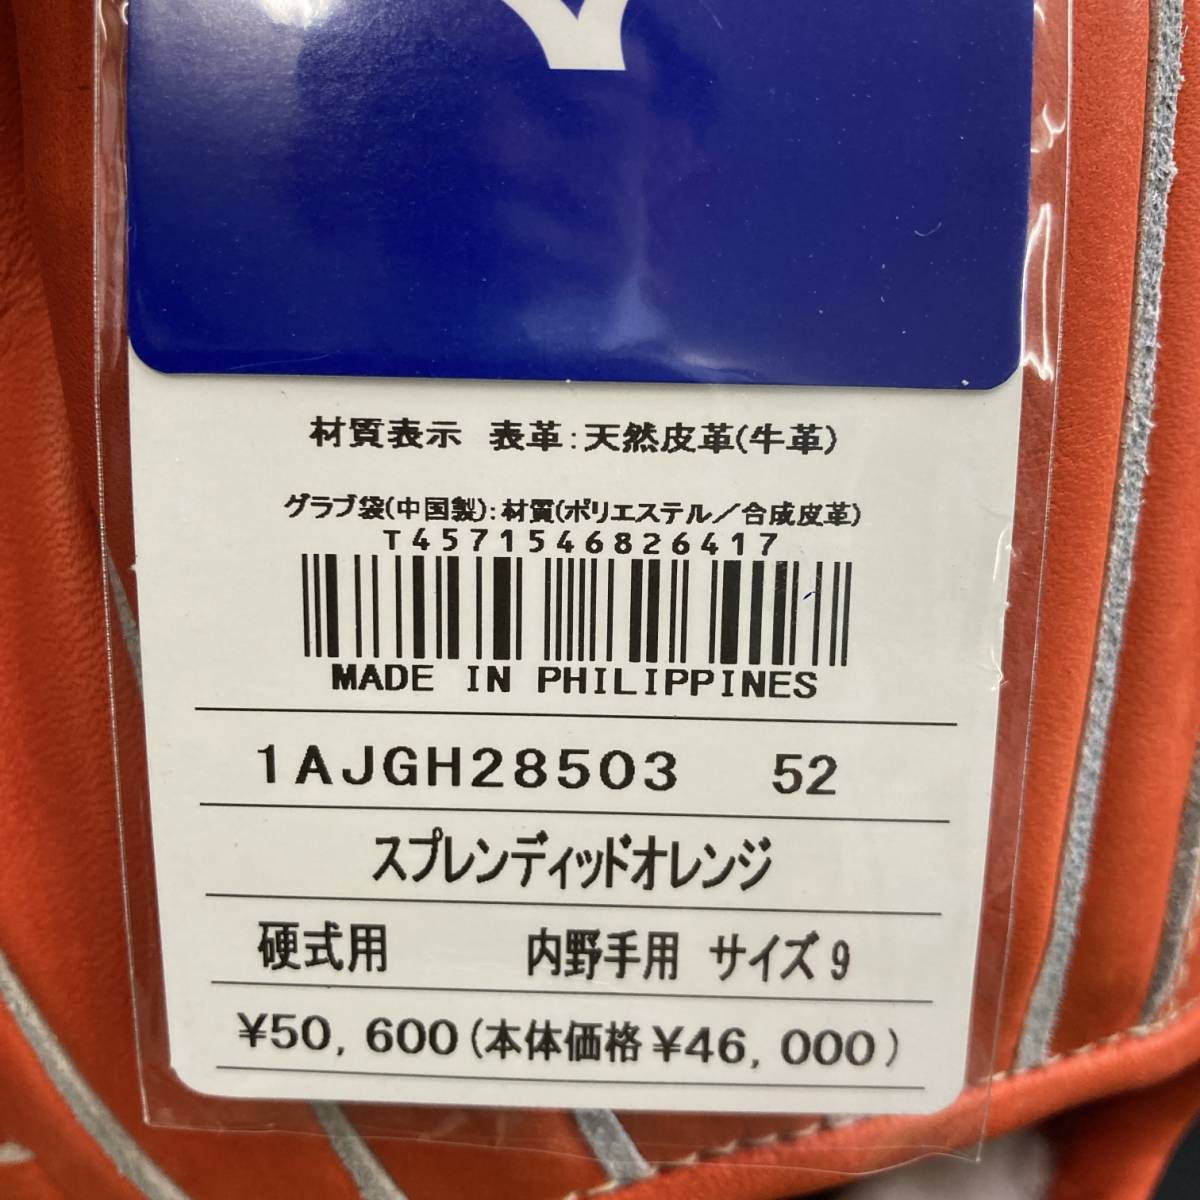 材質表示 表革:天然皮革(牛革)
グラブ袋(中国製):材質(ポリエステル/合成皮革)
T4571546826417
MADE IN PHILIPPINES
1AJGH28503 52
スプレンディッドオレンジ
硬式用 内野手用 サイズ9
¥50,600(本体価格¥46,000)